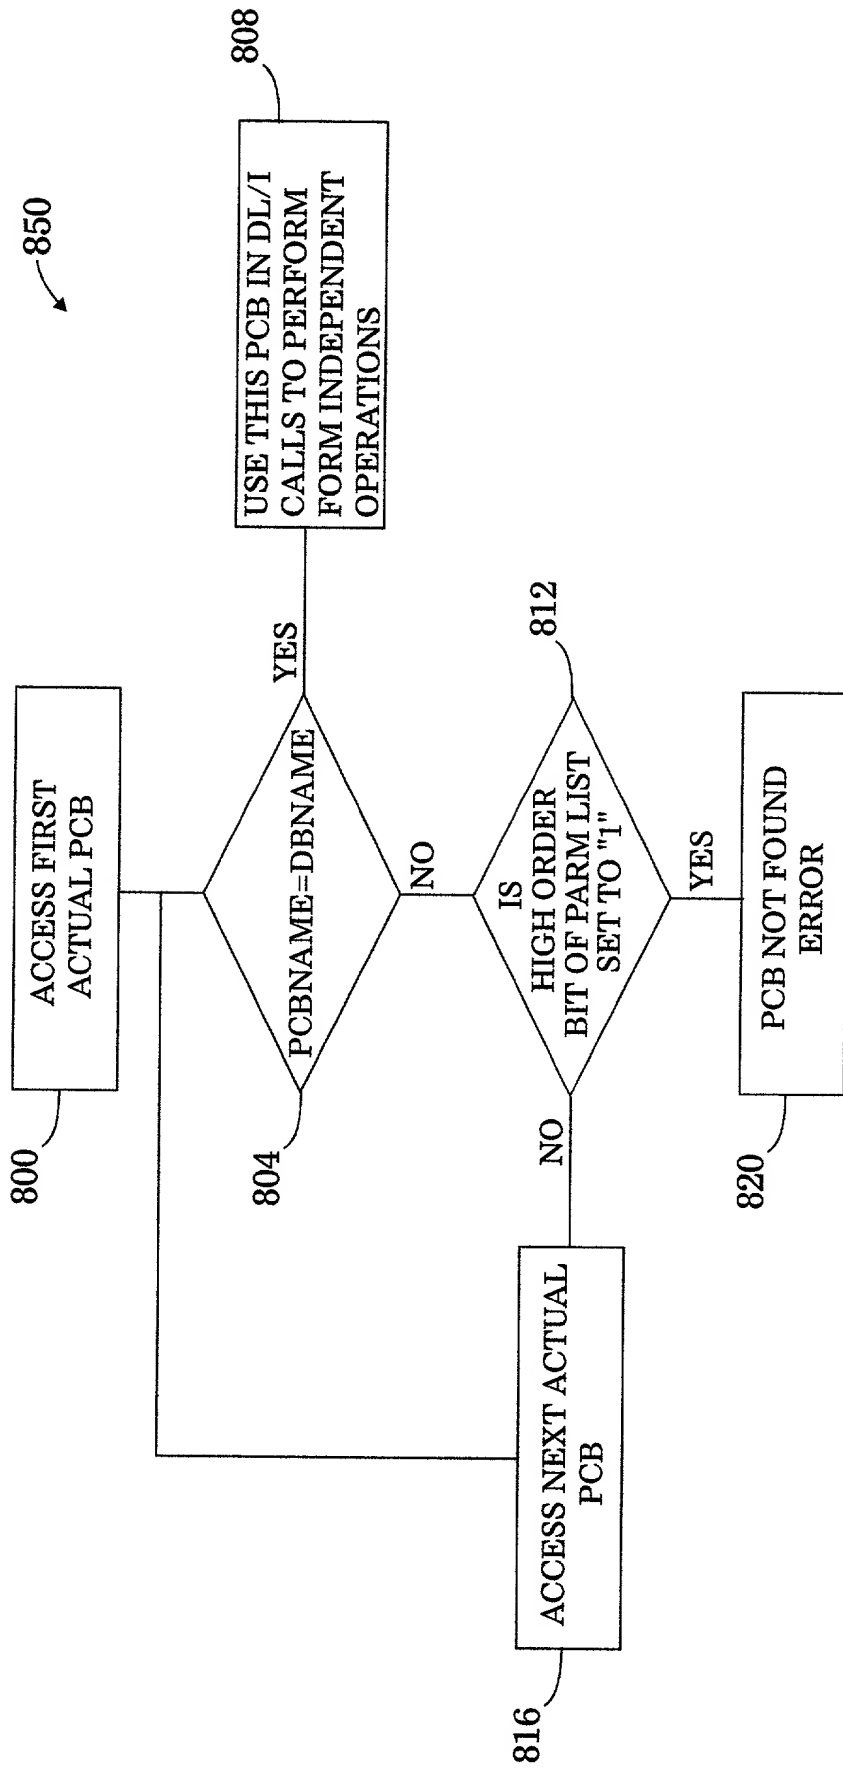 850
800
ACCESS FIRST
ACTUAL PCB
804
PCBNAME=DBNAME
YES
808
USE THIS PCB IN DL/I
CALLS TO PERFORM
FORM INDEPENDENT
OPERATIONS
NO
812
IS
HIGH ORDER
BIT OF PARM LIST
SET TO "1"
NO
816
ACCESS NEXT ACTUAL
PCB
YES
820
PCB NOT FOUND
ERROR